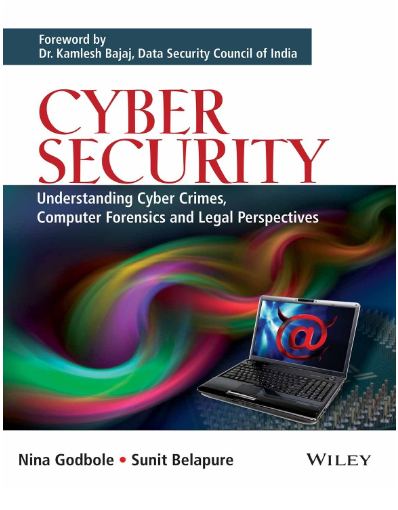 Foreword by
Dr. Kamlesh Bajaj, Data Security Council of India
CYBER
SECURITY
Understanding Cyber Crimes,
Computer Forensics and Legal Perspectives
@
Nina Godbole • Sunit Belapure
WILEY